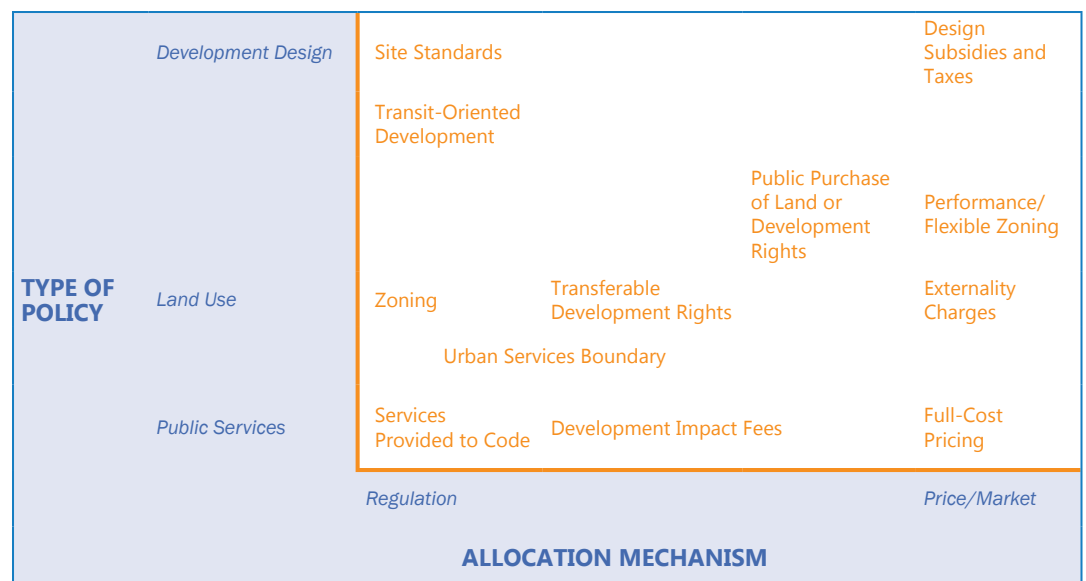 Development Design
Site Standards
Design
Subsidies and
Taxes
Transit-Oriented
Development
Public Purchase
of Land or
Development
Rights
Performance/
Flexible Zoning
TYPE OF
POLICY
Land Use
Zoning
Transferable
Development Rights
Externality
Charges
Urban Services Boundary
Public Services
Services
Provided to Code
Development Impact Fees
Full-Cost
Pricing
Regulation
Price/Market
ALLOCATION MECHANISM